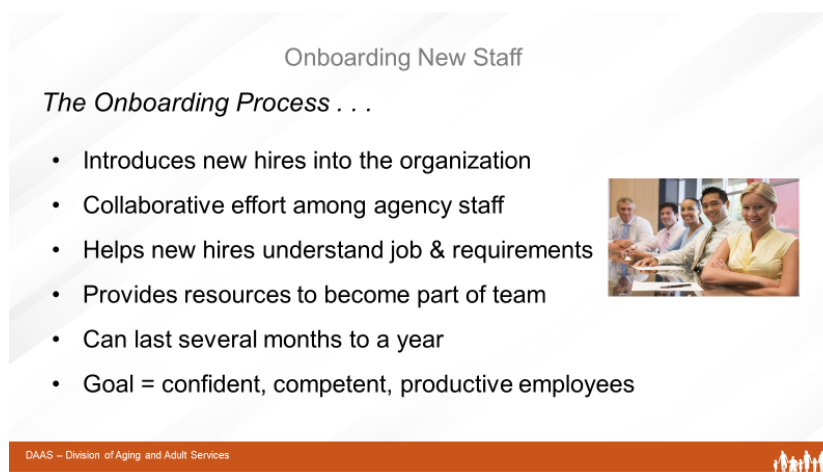 Onboarding New Staff
The Onboarding Process . . .
• Introduces new hires into the organization
• Collaborative effort among agency staff
• Helps new hires understand job & requirements
• Provides resources to become part of team
• Can last several months to a year
• Goal = confident, competent, productive employees
DAAS – Division of Aging and Adult Services